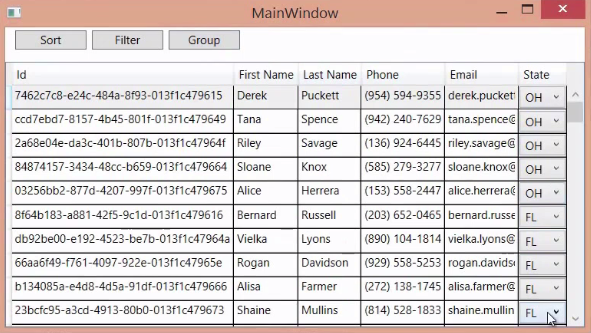 MainWindow
Sort Filter Group
Id First Name Last Name Phone Email State
7462c7c8-e24c-484a-8f93-013f1c479615 Derek Puckett (954) 594-9355 derek.puckett OH
ccd7ebd7-8157-4b45-801f-013f1c479649 Tana Spence (942) 240-7629 tana.spence@ OH
2a68e04e-da3c-401b-807b-013f1c47964f Riley Savage (136) 924-6445 riley.savage@ OH
84874157-3434-48cc-b659-013f1c479664 Sloane Knox (585) 279-3277 sloane.knox@ OH
03256bb2-877d-4207-997f-013f1c479675 Alice Herrera (153) 558-2447 alice.herrera@ OH
8f64b183-a881-42f5-9c1d-013f1c479616 Bernard Russell (203) 652-0465 bernard.russe FL
db92be00-e192-4523-be7b-013f1c47964a Vielka Lyons (890) 104-1814 vielka.lyons@ FL
66aa6f49-f761-4097-922e-013f1c47965e Rogan Davidson (929) 558-5253 rogan.davids FL
b134085a-e4d8-4d5a-91df-013f1c479666 Alisa Farmer (272) 138-1745 alisa.farmer@ FL
23bcfc95-a3cd-4913-80b0-013f1c479673 Shaine Mullins (814) 528-1833 shaine.mullin FL